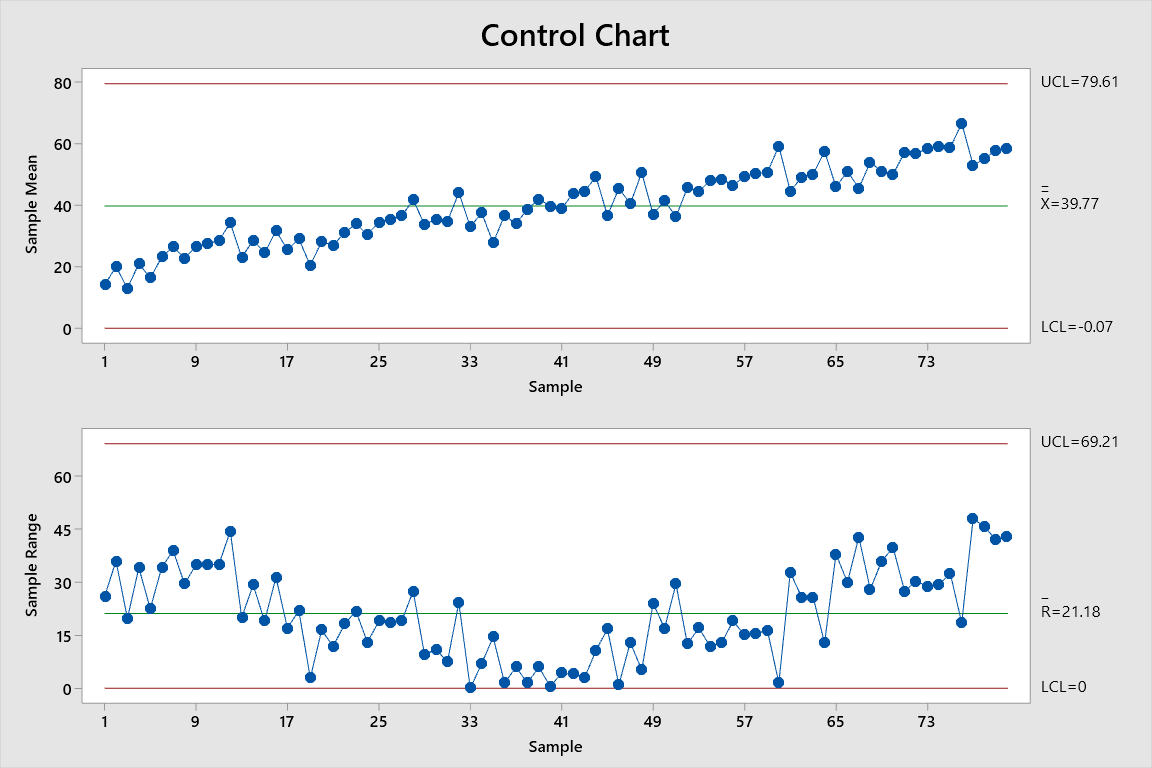 Control Chart
80
60
40
20
0
Sample Mean
UCL=79.61
X̿=39.77
LCL=-0.07
1 9 17 25 33 41 49 57 65 73
Sample
60
45
30
15
0
Sample Range
UCL=69.21
R̅=21.18
LCL=0
1 9 17 25 33 41 49 57 65 73
Sample